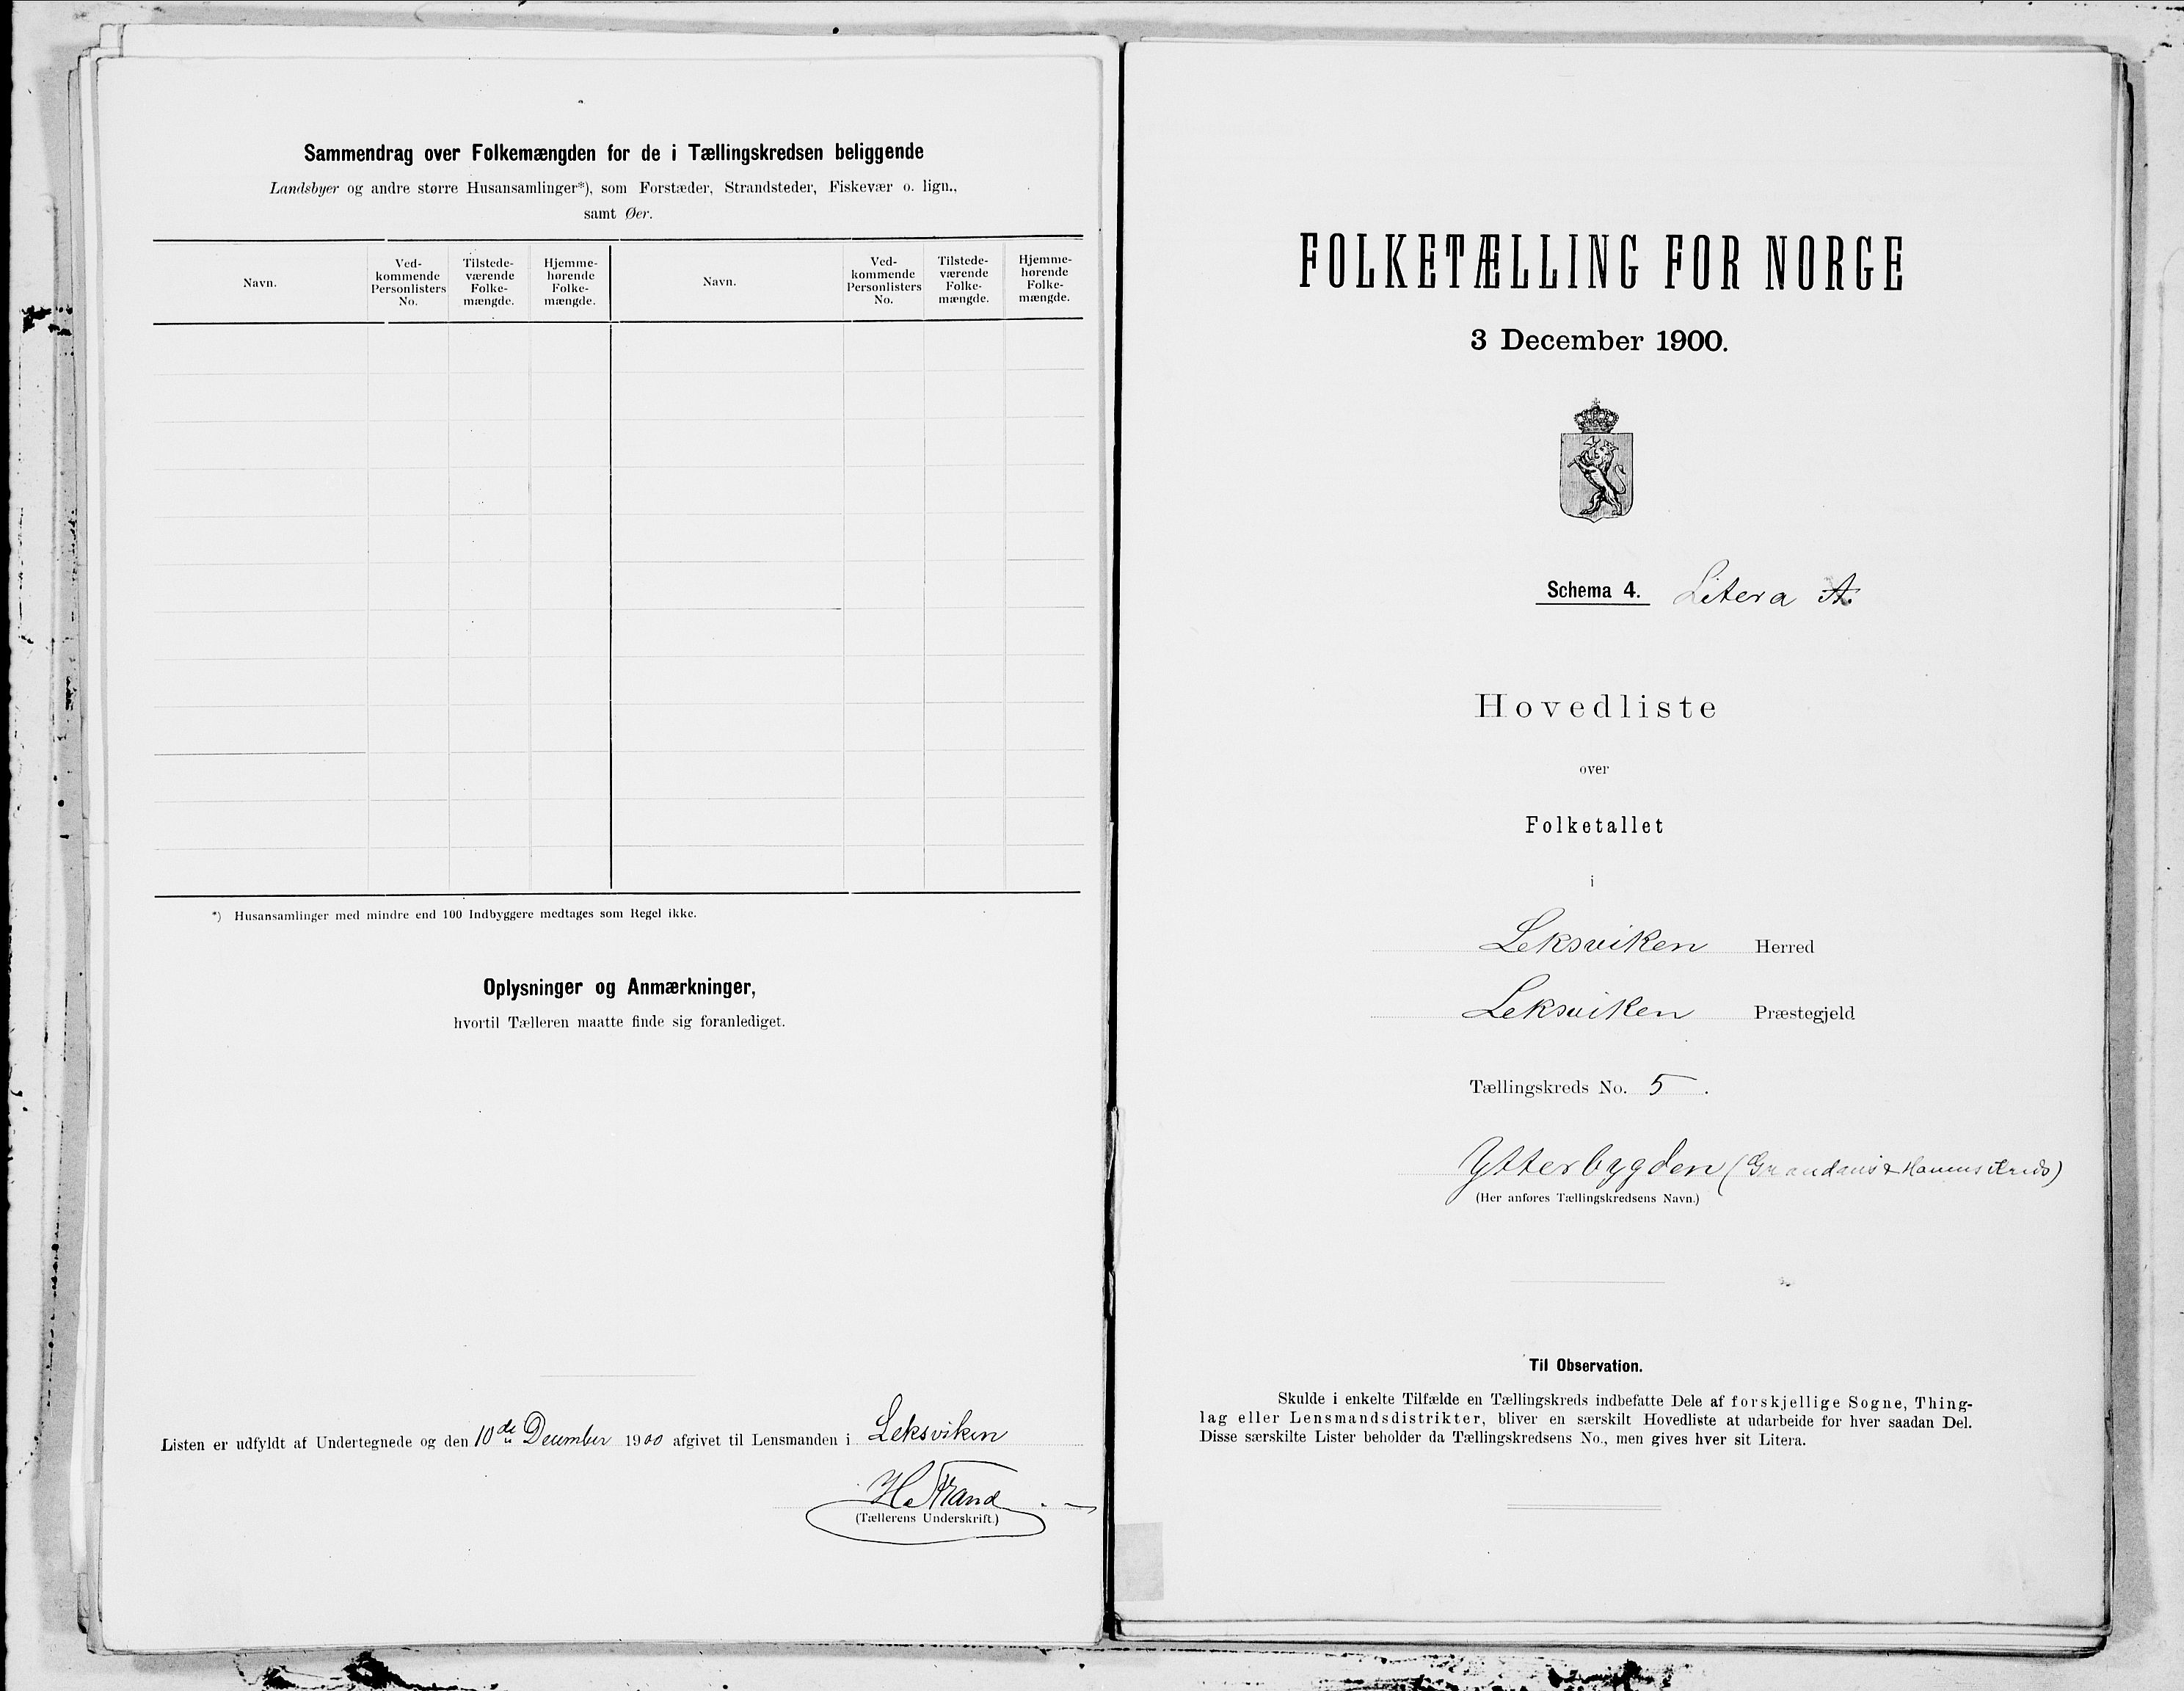 Sammendrag over Folkemængden for de i Tællingskredsen beliggende
Landsbyer og andre større Husansamlinger*), som Forstæder, Strandsteder, Fiskevær o. lign.,
samt Øer.
Navn. Ved-kommende Personlisters No. Tilstede-værende Folke-mængde. Hjemme-hørende Folke-mængde. Navn. Ved-kommende Personlisters No. Tilstede-værende Folke-mængde. Hjemme-hørende Folke-mængde.
*) Husansamlinger med mindre end 100 Indbyggere medtages som Regel ikke.
Oplysninger og Anmærkninger,
hvortil Tælleren maatte finde sig foranlediget.
Listen er udfyldt af Undertegnede og den 10de December 1900 afgivet til Lensmanden i Leksviken
H. Strand
(Tællerens Underskrift.)
FOLKETÆLLING FOR NORGE
3 December 1900.
Schema 4. Litera A.
Hovedliste
over
Folketallet
i
Leksviken Herred
Leksviken Præstegjeld
Tællingskreds No. 5.
Ytterbygden (
(Her anføres Tællingskredsens Navn.)
Til Observation.
Skulde i enkelte Tilfælde en Tællingskreds indbefatte Dele af forskjellige Sogne, Thing-
lag eller Lensmandsdistrikter, bliver en særskilt Hovedliste at udarbeide for hver saadan Del.
Disse særskilte Lister beholder da Tællingskredsens No., men gives hver sit Litera.